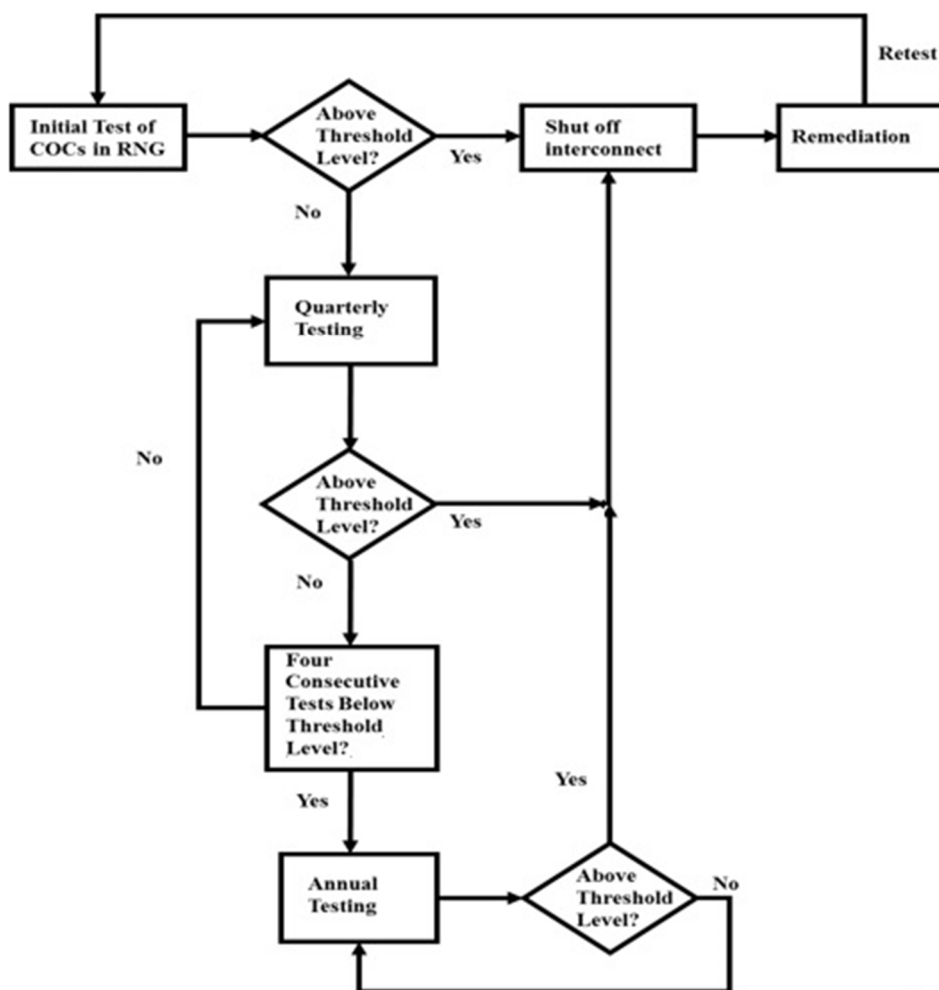 Retest
Initial Test of
COCs in RNG
Above
Threshold
Level?
Yes
Shut off
interconnect
Remediation
No
Quarterly
Testing
No
Above
Threshold
Level?
Yes
No
Four
Consecutive
Tests Below
Threshold
Level?
Yes
Yes
Annual
Testing
Above
Threshold
Level?
No